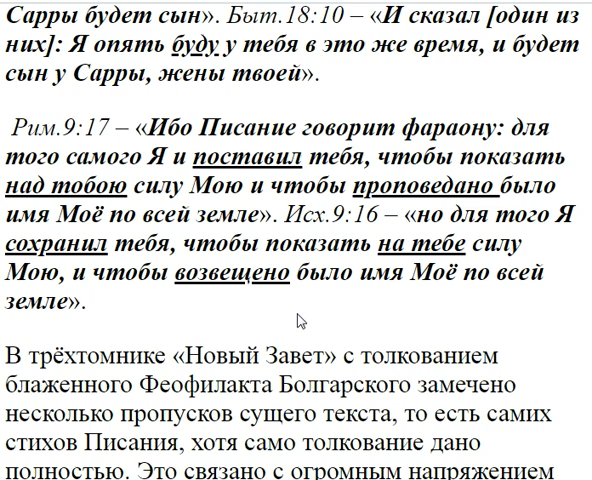 Сарры будет сын». Быт.18:10 – «И сказал [один из
них]: Я опять буду у тебя в это же время, и будет
сын у Сарры, жены твоей».
Рим.9:17 – «Ибо Писание говорит фараону: для
того самого Я и поставил тебя, чтобы показать
над тобою силу Мою и чтобы проповедано было
имя Моё по всей земле». Исх.9:16 – «но для того Я
сохранил тебя, чтобы показать на тебе силу
Мою, и чтобы возвещено было имя Моё по всей
земле».
В трёхтомнике «Новый Завет» с толкованием
блаженного Феофилакта Болгарского замечено
несколько пропусков сущего текста, то есть самих
стихов Писания, хотя само толкование дано
полностью. Это связано с огромным напряжением